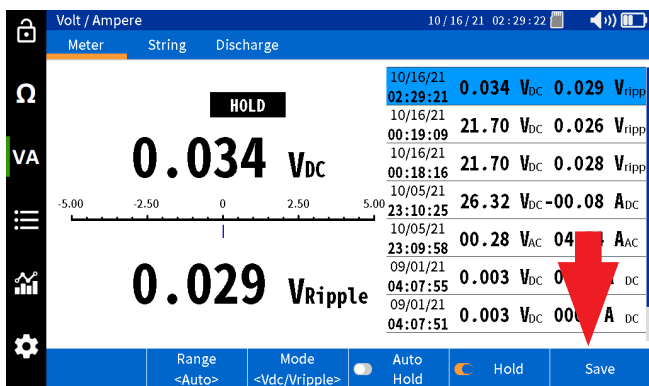 Volt / Ampere
10/16/21 02:29:22
Meter String Discharge
Ω
VA
HOLD
0.034 VDC
-5.00 -2.50 0 2.50 5.00
0.029 VRipple
10/16/21
02:29:21 0.034 VDC 0.029 Vripp
10/16/21
00:19:09 21.70 VDC 0.026 Vripp
10/16/21
00:18:16 21.70 VDC 0.028 Vripp
10/05/21
23:10:25 26.32 VDC -00.08 ADC
10/05/21
23:09:58 00.28 VAC AAC
09/01/21
04:07:55 0.003 VDC DC
09/01/21
04:07:51 0.003 VDC A DC
Range
<Auto>
Mode
<Vdc/Vripple>
Auto
Hold
Hold
Save